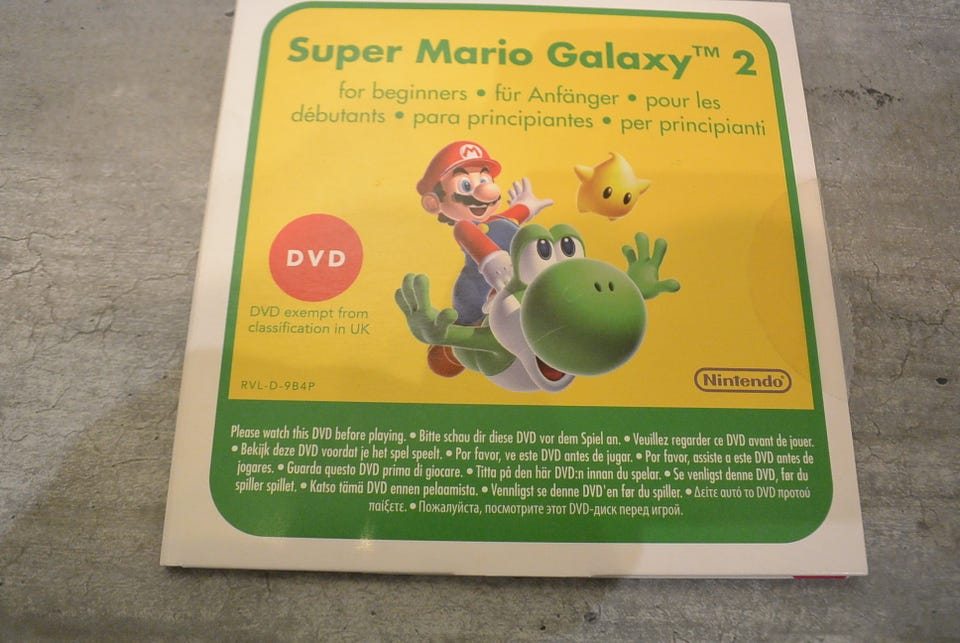 Super Mario Galaxy™ 2
for beginners • für Anfänger • pour les
débutants • para principiantes • per principianti
M
DVD
DVD exempt from
classification in UK
RVL-D-9B4P
Nintendo®
Please watch this DVD before playing. • Bitte schau dir diese DVD vor dem Spiel an. • Veuillez regarder ce DVD avant de jouer.
• Bekijk deze DVD voordat je het spel speelt. • Por favor, ve este DVD antes de jugar. • Por favor, assiste a este DVD antes de
jogares. • Guarda questo DVD prima di giocare. • Titta på den här DVD:n innan du spelar. • Se venligst denne DVD, før du
spiller spillet. • Katso tämä DVD ennen pelaamista. • Vennligst se denne DVD'en før du spiller. • Δείτε αυτό το DVD προτού
παίξετε. • Пожалуйста, посмотрите этот DVD-диск перед игрой.